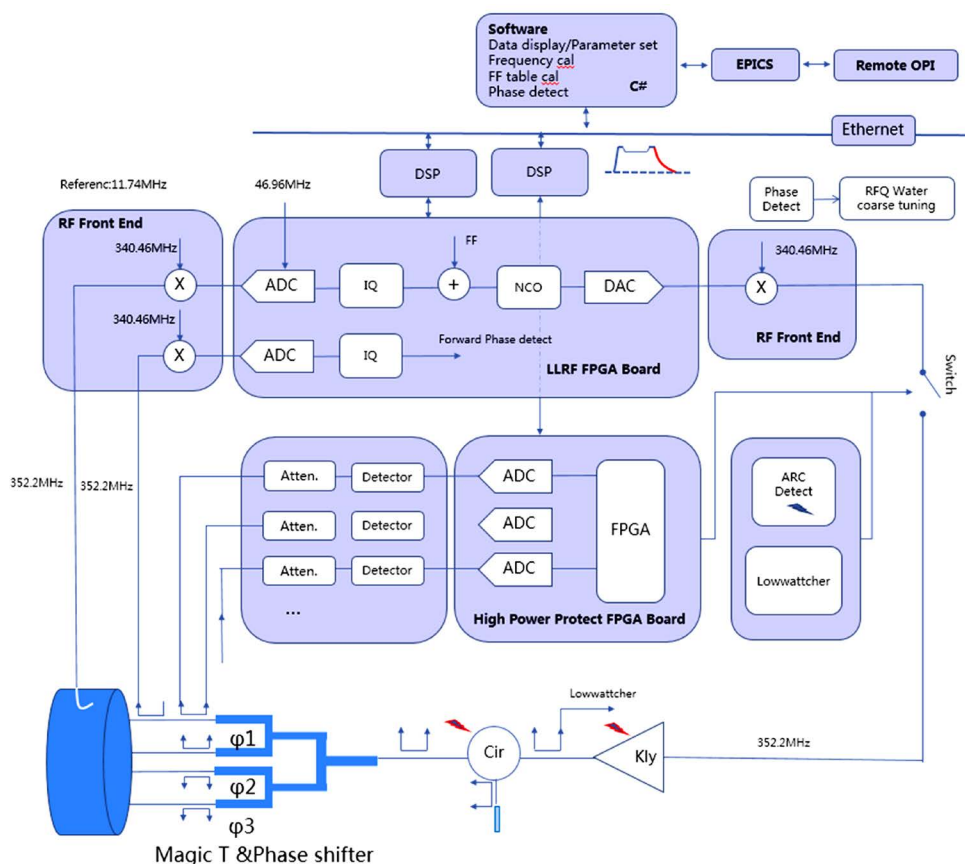 Software
Data display/Parameter set
Frequency cal
FF table cal
Phase detect
C#
EPICS
Remote OPI
Ethernet
DSP
DSP
Referenc:11.74MHz
46.96MHz
Phase
Detect
RFQ Water
coarse tuning
RF Front End
340.46MHz
X
340.46MHz
X
FF
ADC
IQ
+
NCO
DAC
ADC
IQ
Forward Phase detect
LLRF FPGA Board
340.46MHz
X
RF Front End
Switch
352.2MHz
352.2MHz
Atten.
Detector
Atten.
Detector
Atten.
Detector
...
ADC
ADC
ADC
FPGA
High Power Protect FPGA Board
ARC
Detect
Lowwattcher
Lowwattcher
φ1
φ2
φ3
Cir
Kly
352.2MHz
Magic T &Phase shifter